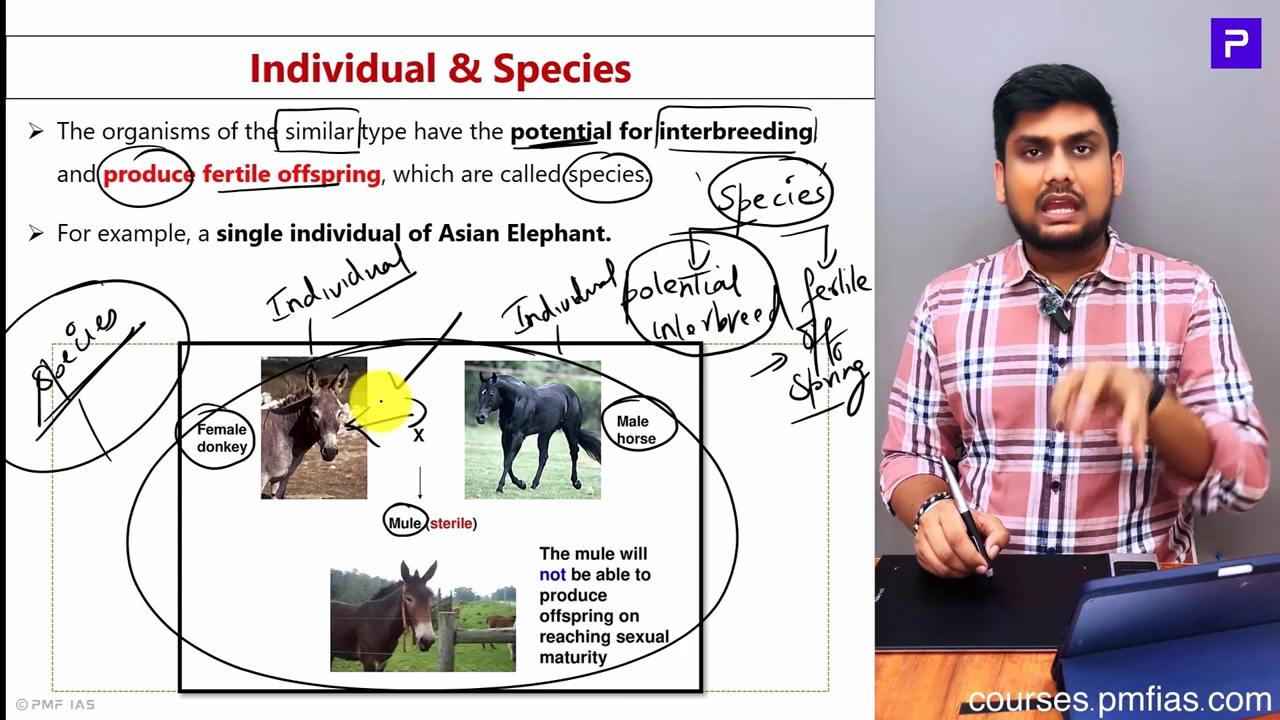 Individual & Species
P
➤ The organisms of the similar type have the potential for interbreeding,
and produce fertile offspring, which are called species.
Species
➤ For example, a single individual of Asian Elephant.
Individual
Individual
potential
interbreed
fertile
off
spring
Species
Female
donkey
X
Male
horse
Mule (sterile)
The mule will
not be able to
produce
offspring on
reaching sexual
maturity
© PMF IAS
courses.pmfias.com